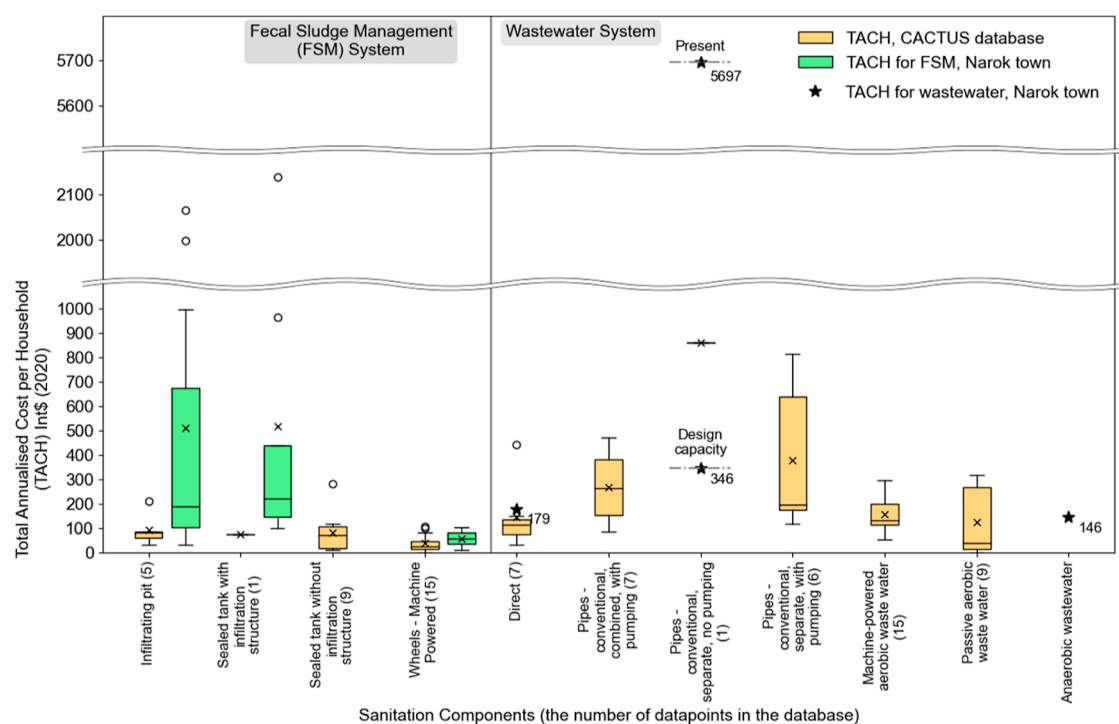 Fecal Sludge Management
(FSM) System
Wastewater System
TACH, CACTUS database
TACH for FSM, Narok town
TACH for wastewater, Narok town
Present
5697
Design
capacity
346
179
146
5700
5600
2100
2000
1000
900
800
700
600
500
400
300
200
100
0
Total Annualised Cost per Household
(TACH) Int$ (2020)
Infiltrating pit (5)
Sealed tank with
infiltration
structure (1)
Sealed tank without
infiltration
structure (9)
Wheels - Machine
Powered (15)
Direct (7)
Pipes -
conventional,
combined, with
pumping (7)
Pipes -
conventional,
separate, no pumping
(1)
Pipes -
conventional,
separate, with
pumping (6)
Machine-powered
aerobic waste water
(15)
Passive aerobic
waste water (9)
Anaerobic wastewater
Sanitation Components (the number of datapoints in the database)